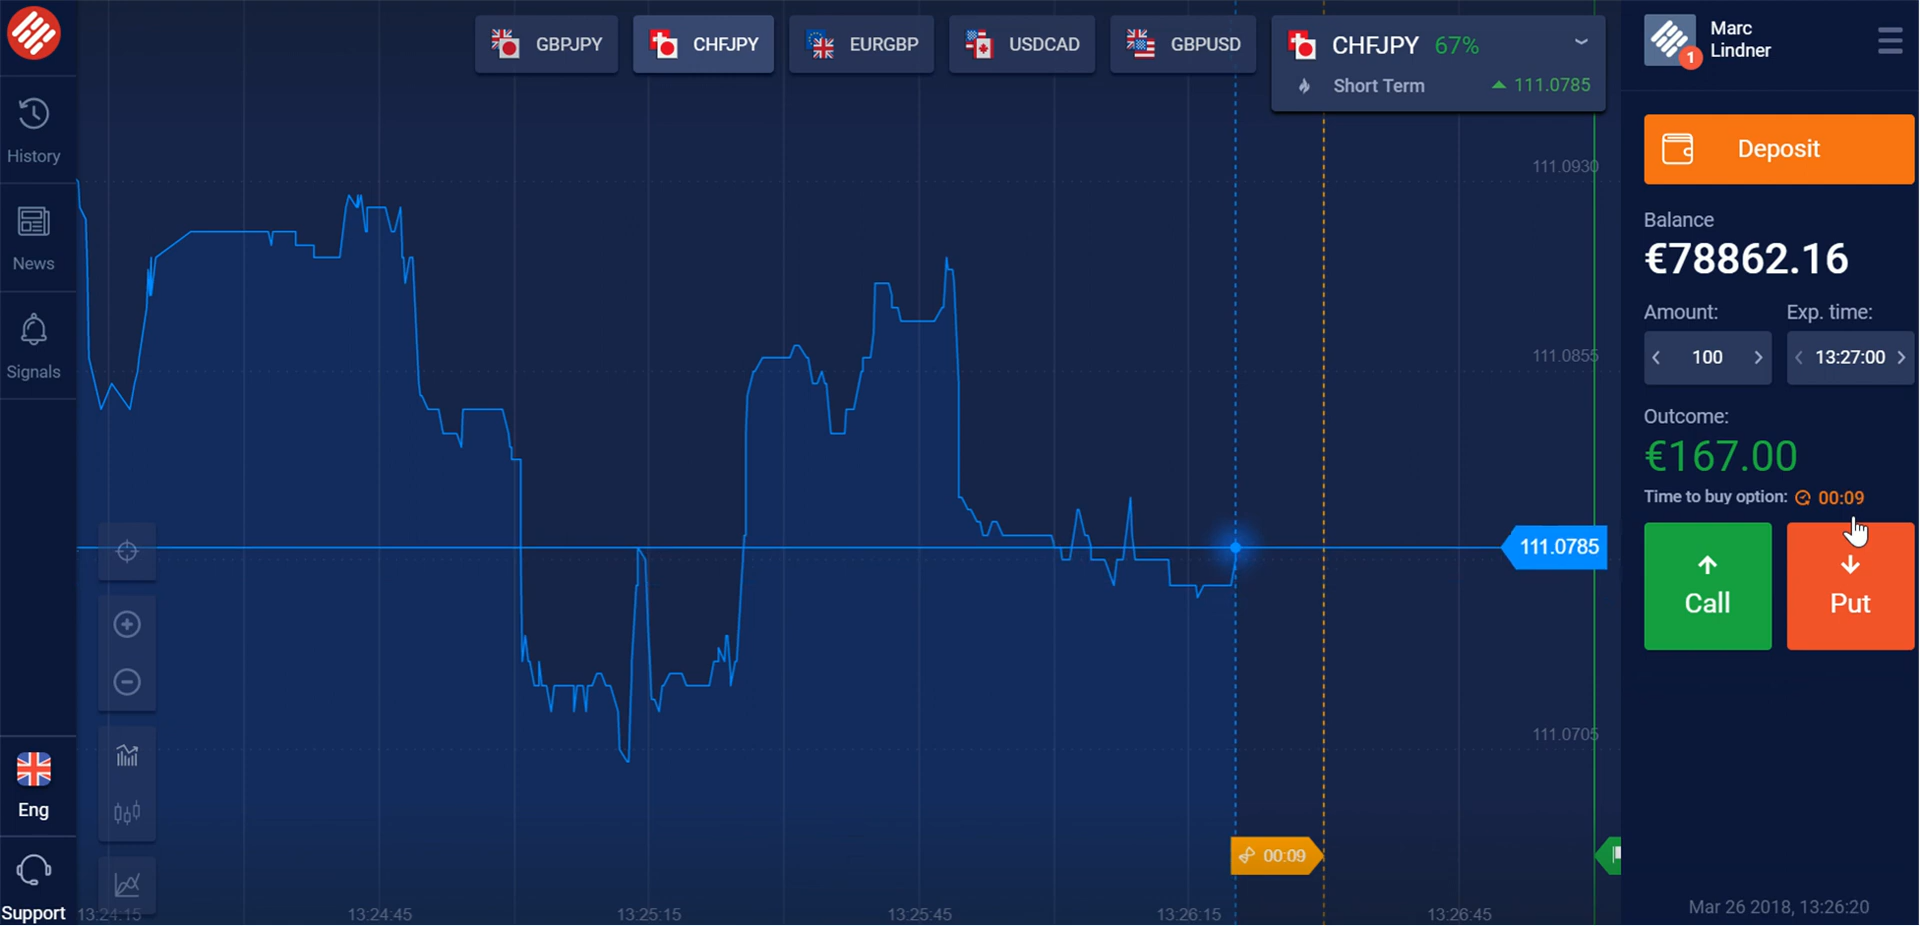 GBPJPY
CHFJPY
EURGBP
USDCAD
GBPUSD
CHFJPY 67%
Short Term 111.0785
1
Marc
Lindner
History
News
Signals
Eng
Support
Deposit
Balance
€78862.16
Amount: Exp. time:
100 13:27:00
Outcome:
€167.00
Time to buy option: 00:09
Call
Put
111.0930
111.0855
111.0785
111.0705
00:09
13:24:15 13:24:45 13:25:15 13:25:45 13:26:15 13:26:45
Mar 26 2018, 13:26:20